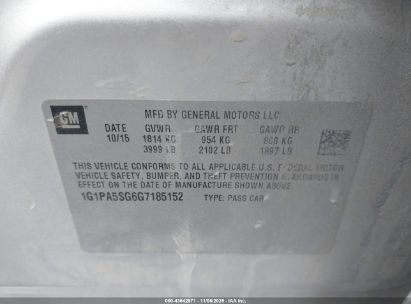 GM
MFD BY GENERAL MOTORS LLC
DATE GVWR GAWR FRT GAWR RR
10/15 1814 KG 954 KG 860 KG
3999 LB 2102 LB 1897 LB
THIS VEHICLE CONFORMS TO ALL APPLICABLE U.S. FEDERAL MOTOR
VEHICLE SAFETY, BUMPER, AND THEFT PREVENTION STANDARDS IN
EFFECT ON THE DATE OF MANUFACTURE SHOWN ABOVE.
1G1PA5SG6G7185152 TYPE: PASS CAR